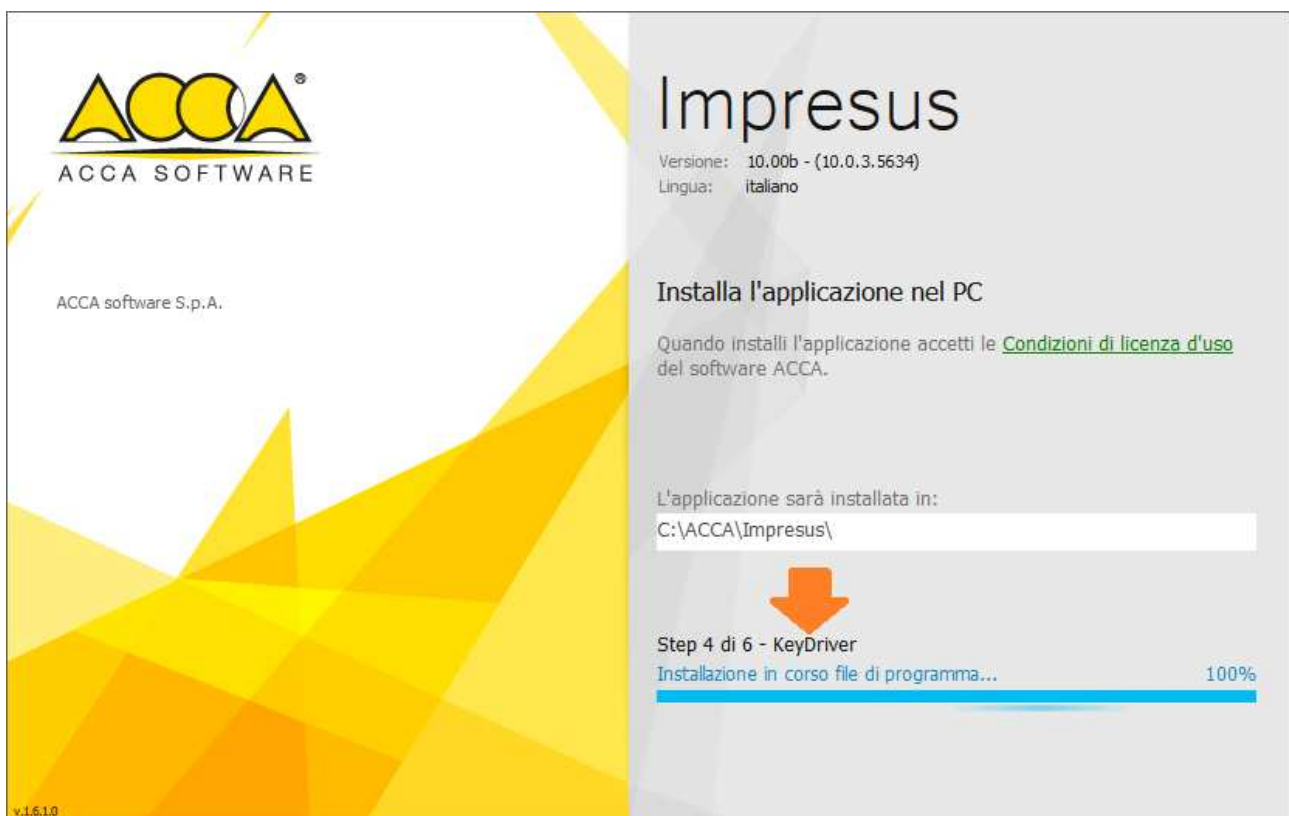 ACCA®
ACCA SOFTWARE
ACCA software S.p.A.
v.1.6.1.0
Impresus
Versione: 10.00b - (10.0.3.5634)
Lingua: italiano
Installa l'applicazione nel PC
Quando installi l'applicazione accetti le Condizioni di licenza d'uso
del software ACCA.
L'applicazione sarà installata in:
C:\ACCA\Impresus\
Step 4 di 6 - KeyDriver
Installazione in corso file di programma... 100%